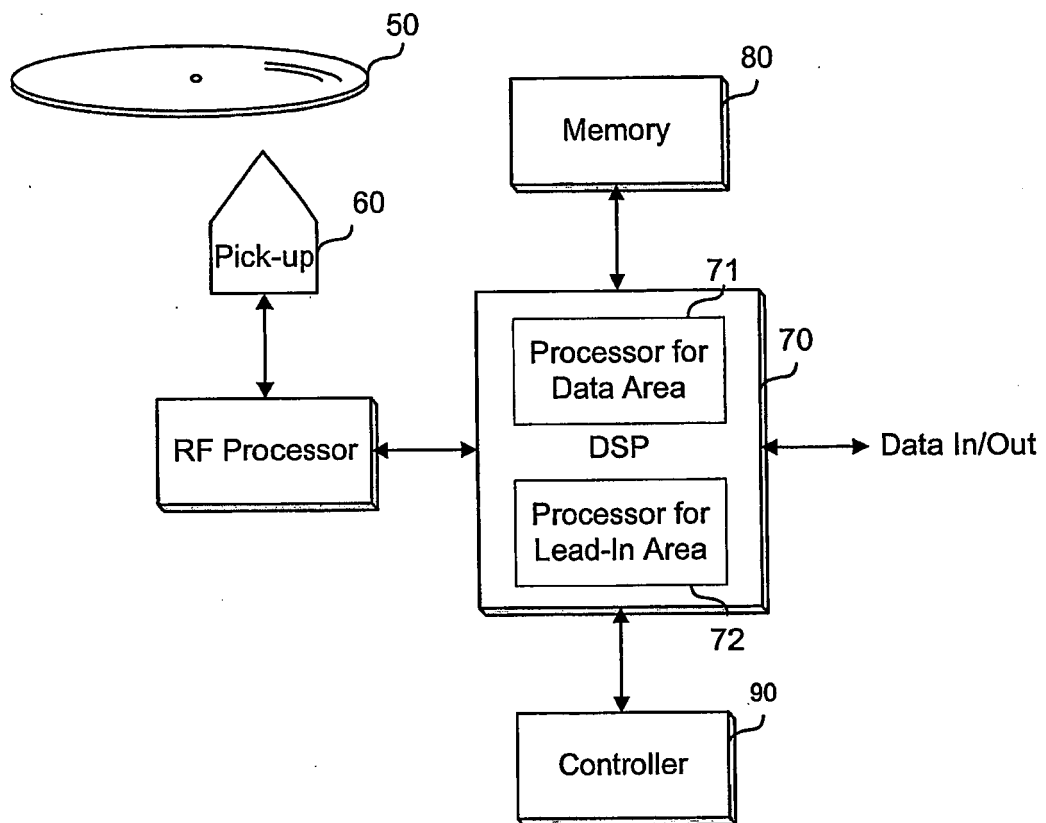 50
80
Memory
60
Pick-up
71
Processor for
Data Area
70
RF Processor
DSP
Data In/Out
Processor for
Lead-In Area
72
90
Controller